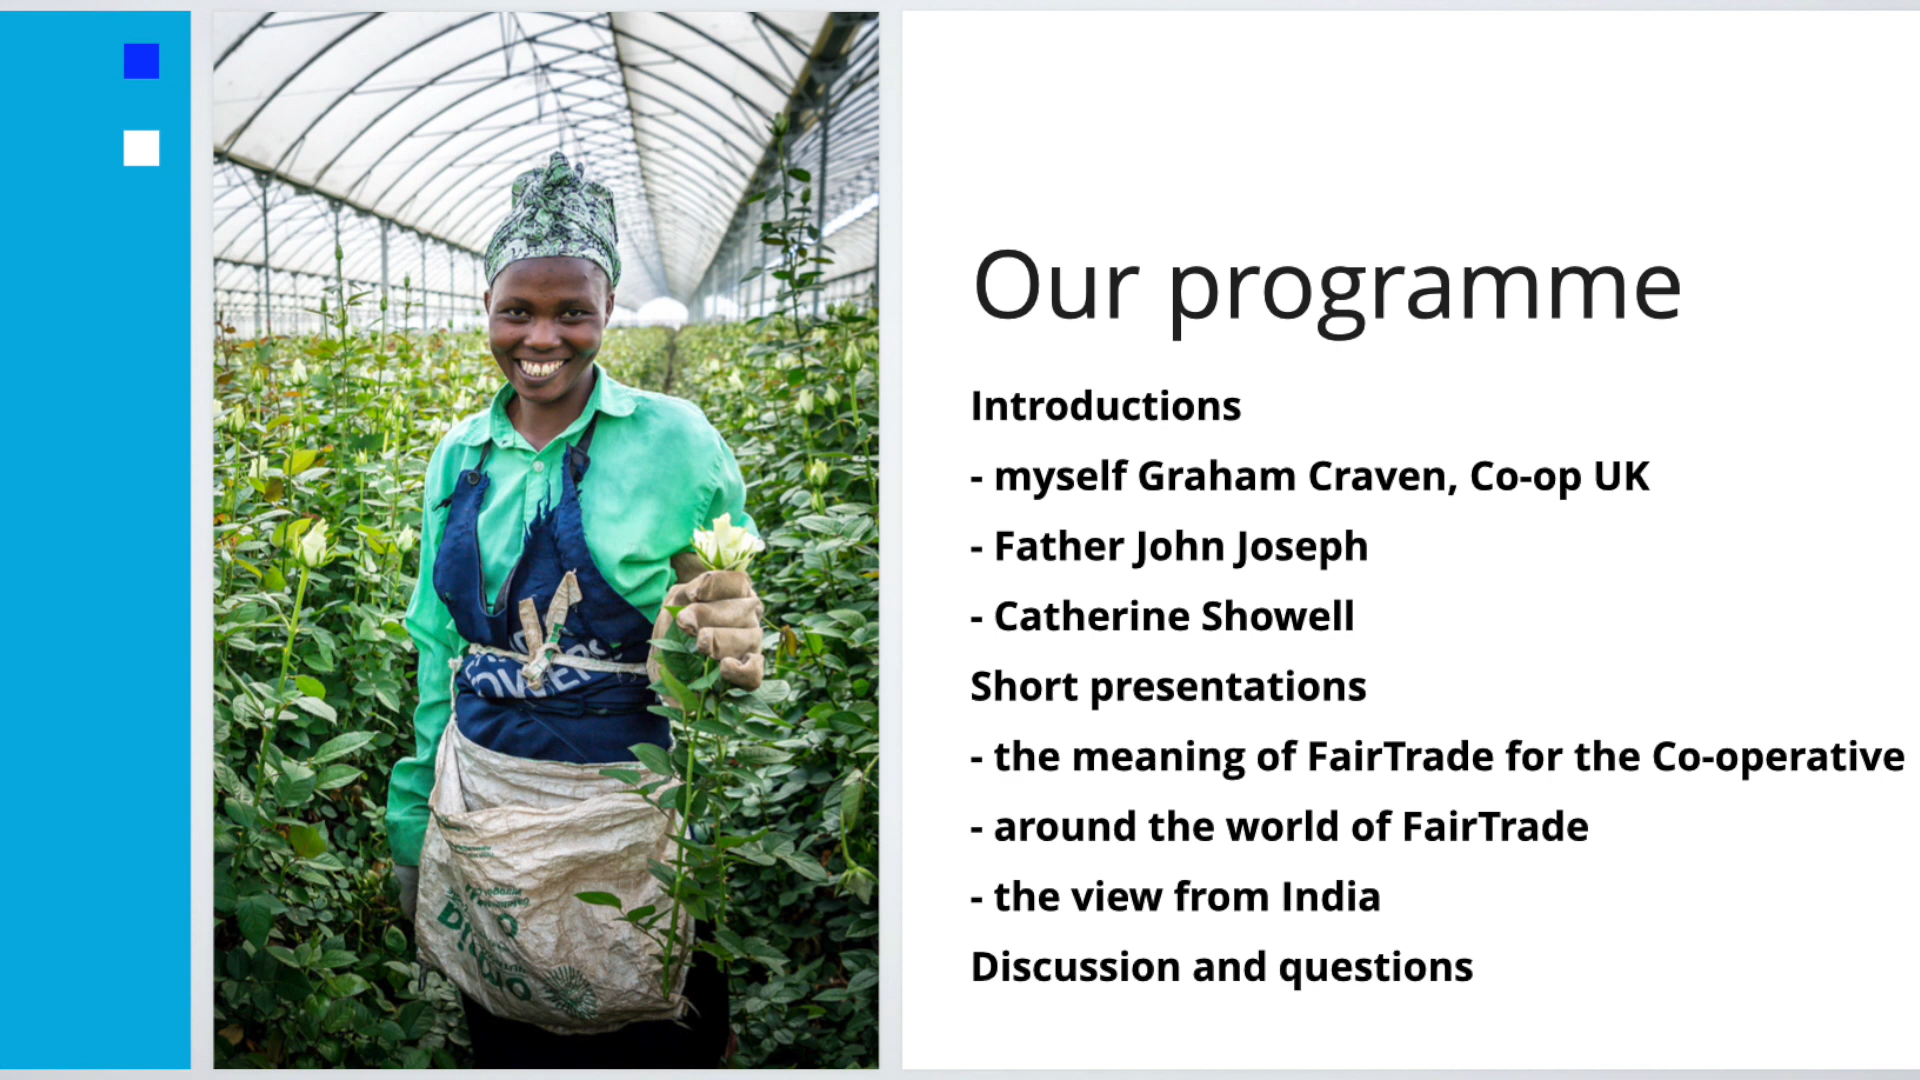 Our programme
Introductions
- myself Graham Craven, Co-op UK
- Father John Joseph
- Catherine Showell
Short presentations
- the meaning of FairTrade for the Co-operative
- around the world of FairTrade
- the view from India
Discussion and questions